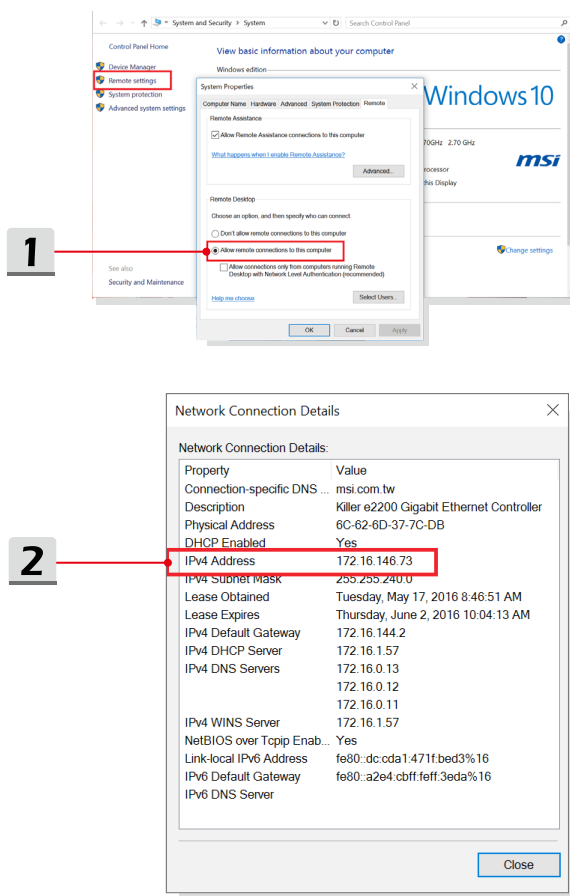 System and Security > System
Search Control Panel
Control Panel Home
Device Manager
Remote settings
System protection
Advanced system settings
View basic information about your computer
Windows edition
Windows 10
70GHz 2.70 GHz
rocessor
this Display
msi
Change settings
See also
Security and Maintenance
System Properties
Computer Name Hardware Advanced System Protection Remote
Remote Assistance
Allow Remote Assistance connections to this computer
What happens when I enable Remote Assistance?
Advanced...
Remote Desktop
Choose an option, and then specify who can connect.
Don't allow remote connections to this computer
1
Allow remote connections to this computer
Allow connections only from computers running Remote
Desktop with Network Level Authentication (recommended)
Help me choose
Select Users...
OK Cancel Apply
Network Connection Details
Network Connection Details:
Property Value
Connection-specific DNS ... msi.com.tw
Description Killer e2200 Gigabit Ethernet Controller
Physical Address 6C-62-6D-37-7C-DB
DHCP Enabled Yes
2
IPv4 Address 172.16.146.73
IPv4 Subnet Mask 255.255.240.0
Lease Obtained Tuesday, May 17, 2016 8:46:51 AM
Lease Expires Thursday, June 2, 2016 10:04:13 AM
IPv4 Default Gateway 172.16.144.2
IPv4 DHCP Server 172.16.1.57
IPv4 DNS Servers 172.16.0.13
172.16.0.12
172.16.0.11
IPv4 WINS Server 172.16.1.57
NetBIOS over Tcpip Enab... Yes
Link-local IPv6 Address fe80::dc:cda1:471f:bed3%16
IPv6 Default Gateway fe80::a2e4:cbff:feff:3eda%16
IPv6 DNS Server
Close